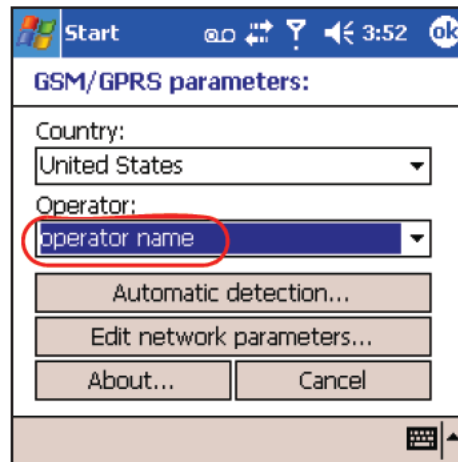 Start 3:52 ok
GSM/GPRS parameters:
Country:
United States
Operator:
operator name
Automatic detection...
Edit network parameters...
About... Cancel